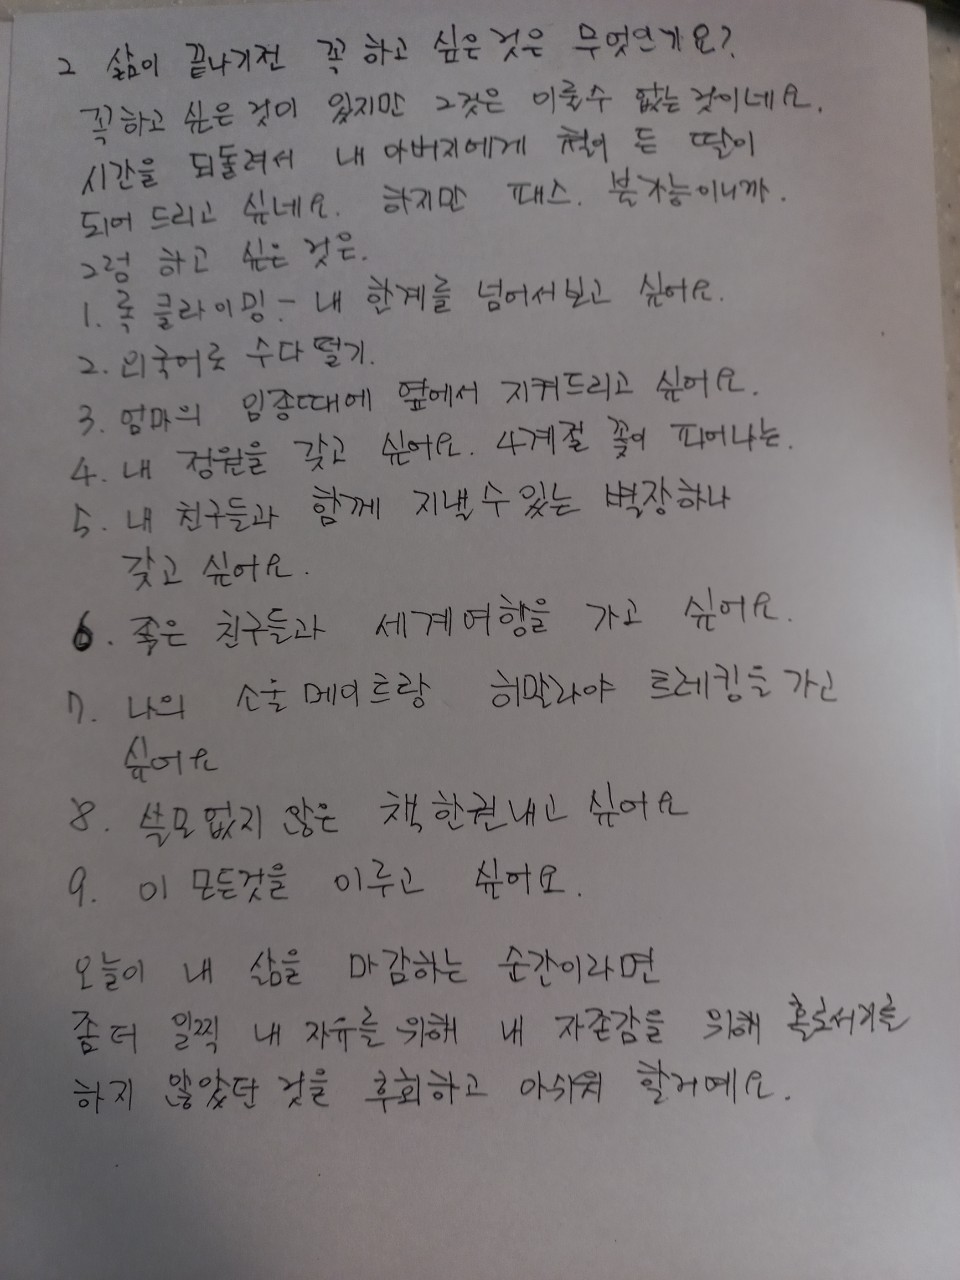 2 삶이 끝나기전 꼭 하고 싶은 것은 무엇인가요?
꼭하고 싶은 것이 있지만 그것은 이룰수 없는 것이네요.
시간을 되돌려서 내 아버지에게 철이 든 딸이
되어 드리고 싶네요. 하지만 패스. 불가능이니까.
그럼 하고 싶은 것은.
1. 록 클라이밍 - 내 한계를 넘어서보고 싶어요.
2. 외국어로 수다 떨기.
3. 엄마의 임종때에 옆에서 지켜드리고 싶어요.
4. 내 정원을 갖고 싶어요. 4계절 꽃이 피어나는.
5. 내 친구들과 함께 지낼수 있는 별장하나
갖고 싶어요.
6. 좋은 친구들과 세계여행을 가고 싶어요.
7. 나의 소울메이트랑 히말라야 트레킹을 가고
싶어요
8. 쓸모없지 않은 책 한권내고 싶어요
9. 이 모든것을 이루고 싶어요.
오늘이 내 삶을 마감하는 순간이라면
좀더 일찍 내 자유를 위해 내 자존감을 위해 홀로서기를
하지 않았단 것을 후회하고 아쉬워 할거예요.